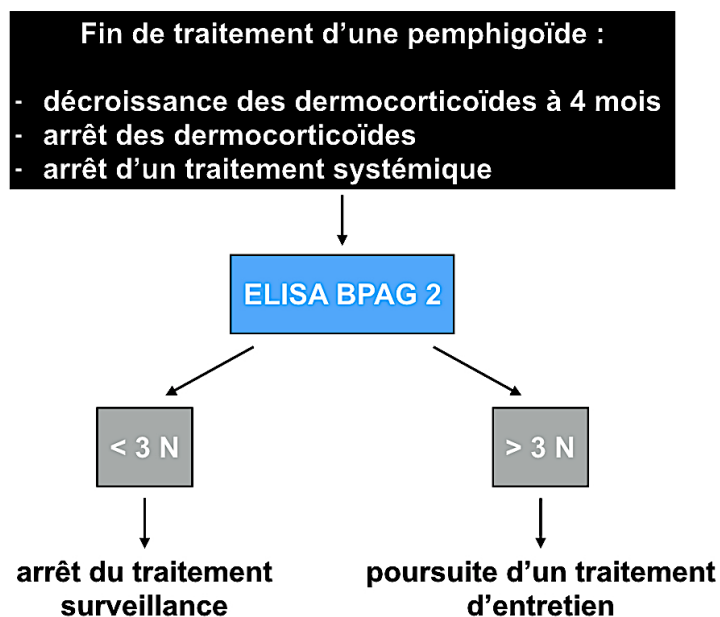 Fin de traitement d’une pemphigoïde :
- décroissance des dermocorticoïdes à 4 mois
- arrêt des dermocorticoïdes
- arrêt d’un traitement systémique
ELISA BPAG 2
< 3 N
> 3 N
arrêt du traitement
surveillance
poursuite d’un traitement
d’entretien